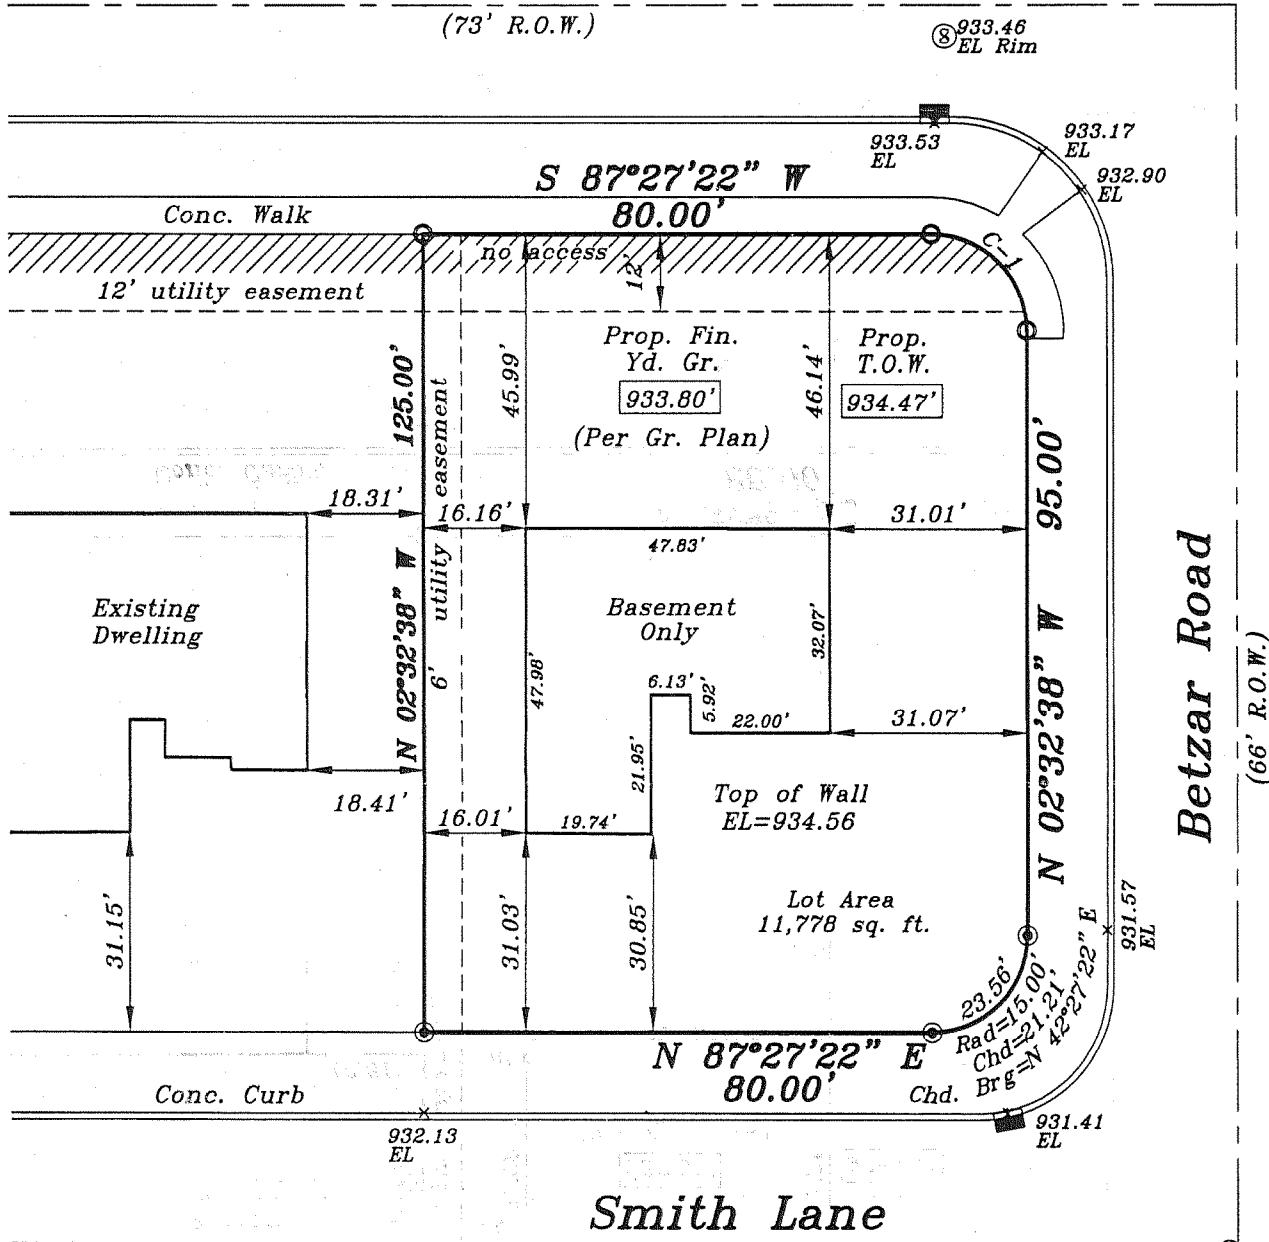 (73' R.O.W.)
Ⓢ 933.46
EL Rim
933.53
EL
933.17
EL
932.90
EL
S 87°27'22" W
80.00'
Conc. Walk
no access
C-1
12'
12' utility easement
Prop. Fin.
Yd. Gr.
933.80'
(Per Gr. Plan)
Prop.
T.O.W.
934.47'
125.00'
N 02°32'38" W
6' utility easement
45.99'
46.14'
95.00'
N 02°32'38" W
18.31'
16.16'
31.01'
47.83'
Existing
Dwelling
Basement
Only
32.07'
47.98'
6.13'
5.92'
22.00'
31.07'
21.95'
Betzar Road
(66' R.O.W.)
18.41'
16.01'
19.74'
Top of Wall
EL=934.56
31.15'
31.03'
30.85'
Lot Area
11,778 sq. ft.
931.57
EL
23.56'
Rad=15.00'
Chd=21.21'
Chd. Brg=N 42°27'22" E
N 87°27'22" E
80.00'
Conc. Curb
932.13
EL
931.41
EL
Smith Lane